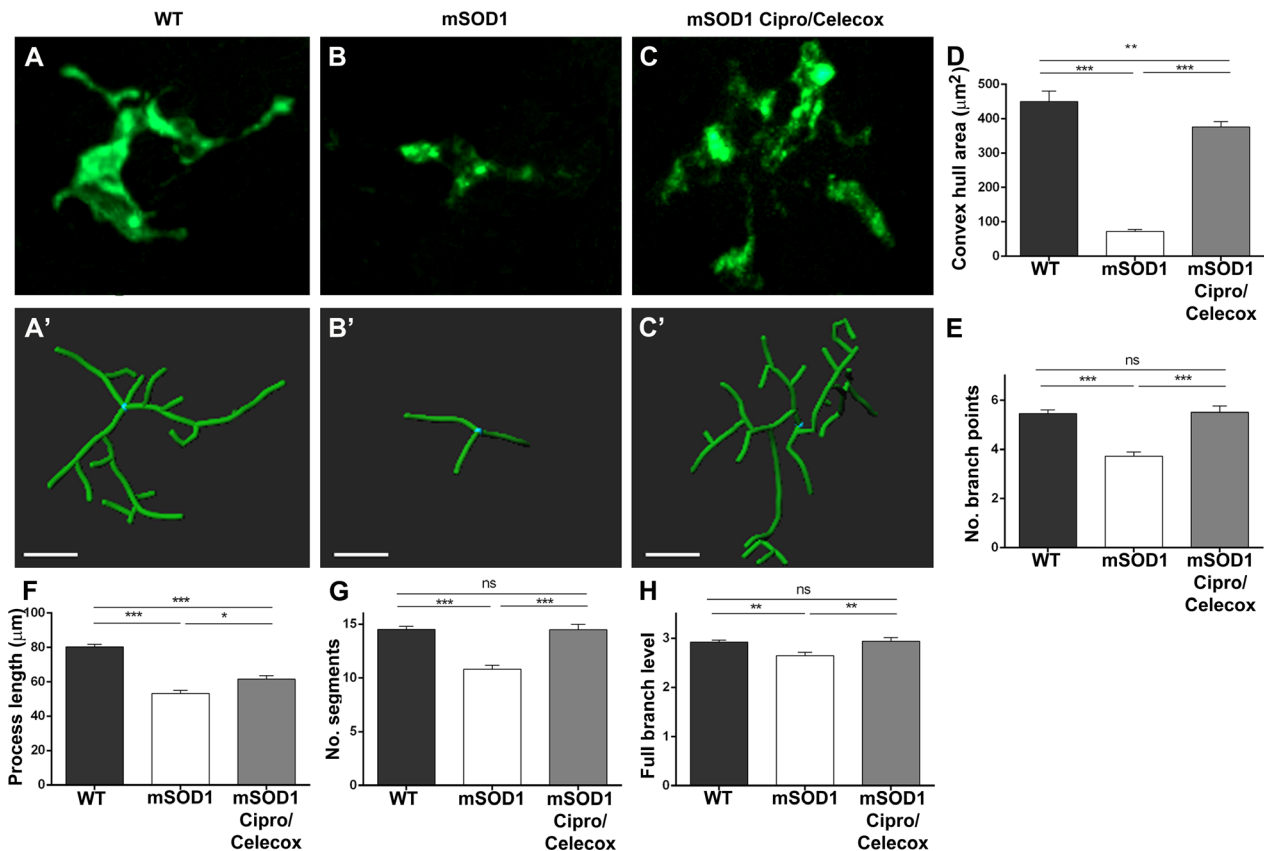 WT
mSOD1
mSOD1 Cipro/Celecox
A
B
C
A'
B'
C'
D
Convex hull area (μm²)
500
400
300
200
100
0
**
***
***
WT
mSOD1
mSOD1
Cipro/
Celecox
E
No. branch points
6
4
2
0
ns
***
***
WT
mSOD1
mSOD1
Cipro/
Celecox
F
Process length (μm)
100
80
60
40
20
0
***
***
*
WT
mSOD1
mSOD1
Cipro/
Celecox
G
No. segments
15
10
5
0
ns
***
***
WT
mSOD1
mSOD1
Cipro/
Celecox
H
Full branch level
3
2
1
0
ns
**
**
WT
mSOD1
mSOD1
Cipro/
Celecox